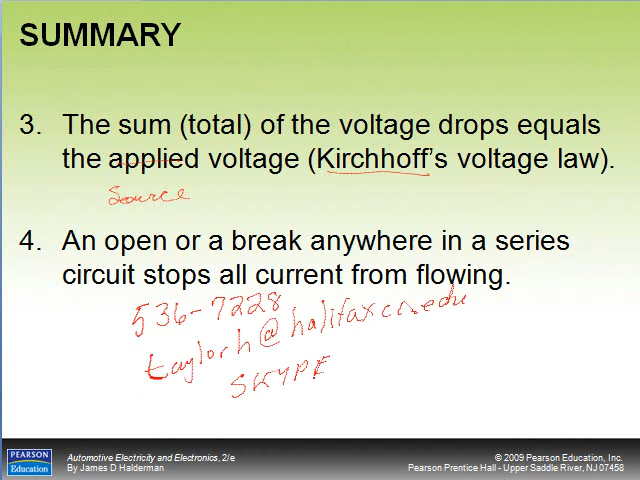 SUMMARY
3. The sum (total) of the voltage drops equals
the applied voltage (Kirchhoff's voltage law).
Source
4. An open or a break anywhere in a series
circuit stops all current from flowing.
536-7228
taylorh@halifaxcc.edu
SKYPE
PEARSON
Education
Automotive Electricity and Electronics, 2/e
By James D Halderman
© 2009 Pearson Education, Inc.
Pearson Prentice Hall - Upper Saddle River, NJ 07458